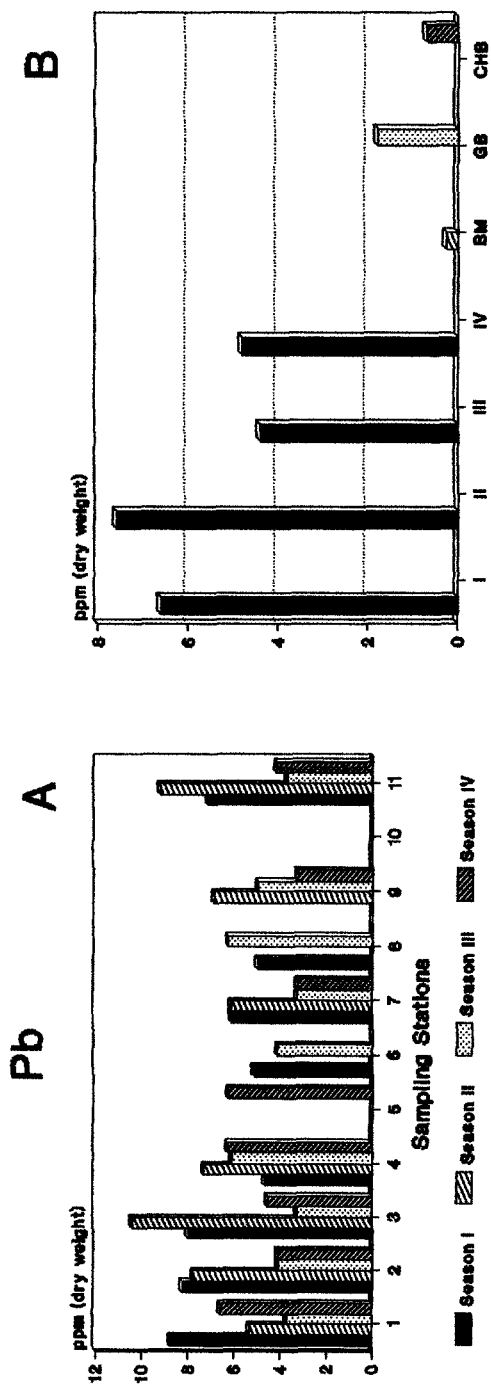 Pb
A
ppm (dry weight)
12
10
8
6
4
2
0
1 2 3 4 5 6 7 8 9 10 11
Sampling Stations
Season I Season II Season III Season IV
B
ppm (dry weight)
8
6
4
2
0
I II III IV BM GB CHB